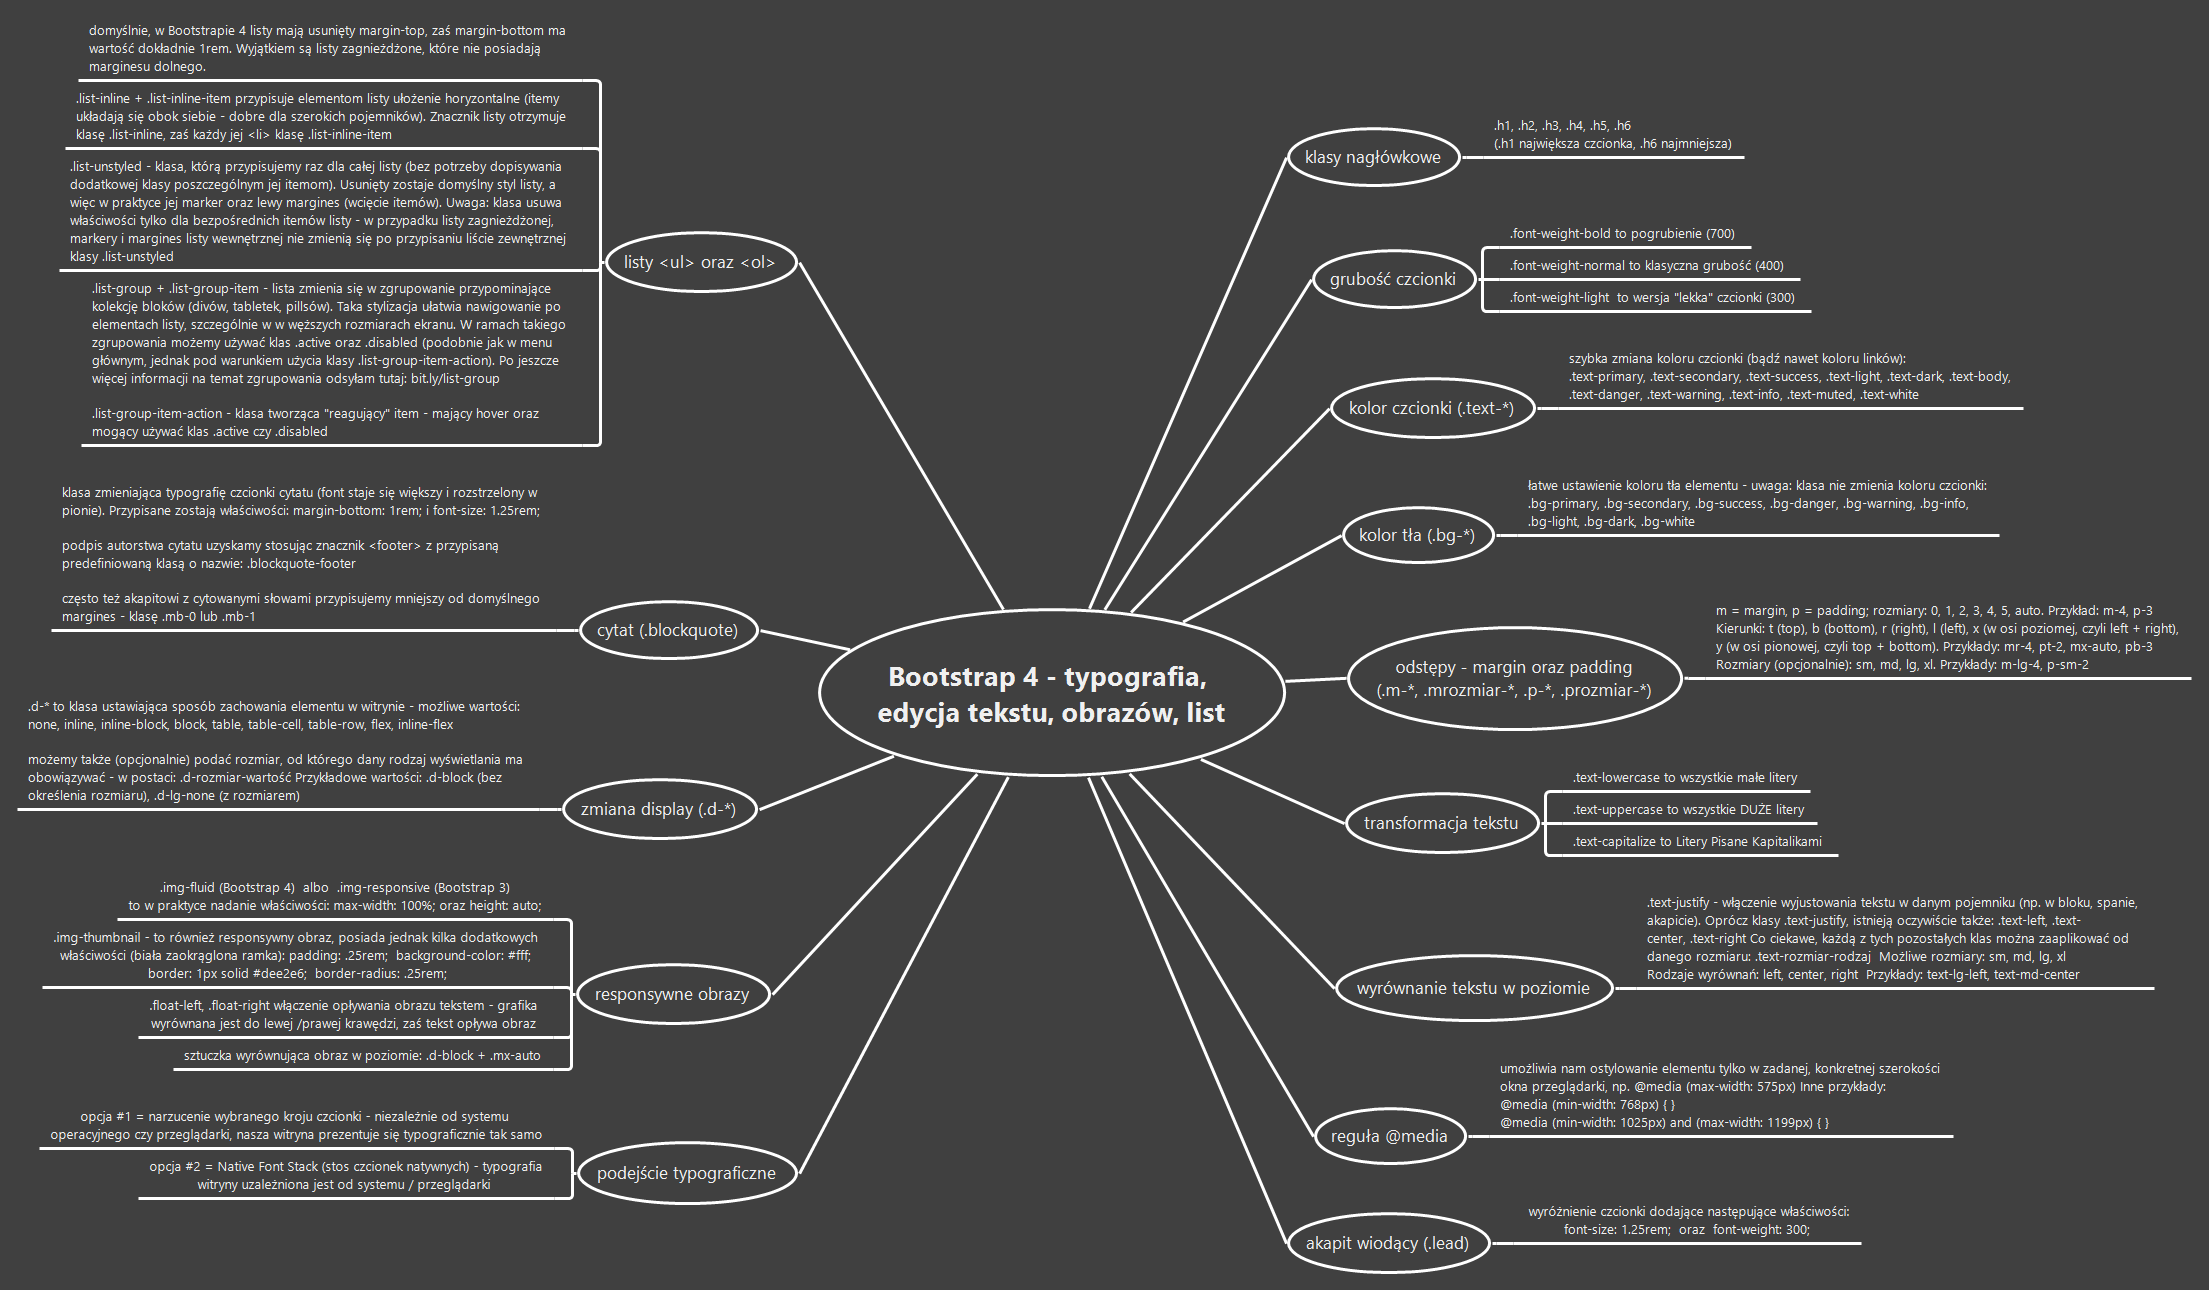 Bootstrap 4 - typografia,
edycja tekstu, obrazów, list
klasy nagłówkowe
.h1, .h2, .h3, .h4, .h5, .h6
(.h1 największa czcionka, .h6 najmniejsza)
grubość czcionki
.font-weight-bold to pogrubienie (700)
.font-weight-normal to klasyczna grubość (400)
.font-weight-light  to wersja "lekka" czcionki (300)
kolor czcionki (.text-*)
szybka zmiana koloru czcionki (bądź nawet koloru linków):
.text-primary, .text-secondary, .text-success, .text-light, .text-dark, .text-body,
.text-danger, .text-warning, .text-info, .text-muted, .text-white
kolor tła (.bg-*)
łatwe ustawienie koloru tła elementu - uwaga: klasa nie zmienia koloru czcionki:
.bg-primary, .bg-secondary, .bg-success, .bg-danger, .bg-warning, .bg-info,
.bg-light, .bg-dark, .bg-white
odstępy - margin oraz padding
(.m-*, .mrozmiar-*, .p-*, .prozmiar-*)
m = margin, p = padding; rozmiary: 0, 1, 2, 3, 4, 5, auto. Przykład: m-4, p-3
Kierunki: t (top), b (bottom), r (right), l (left), x (w osi poziomej, czyli left + right),
y (w osi pionowej, czyli top + bottom). Przykłady: mr-4, pt-2, mx-auto, pb-3
Rozmiary (opcjonalnie): sm, md, lg, xl. Przykłady: m-lg-4, p-sm-2
transformacja tekstu
.text-lowercase to wszystkie małe litery
.text-uppercase to wszystkie DUŻE litery
.text-capitalize to Litery Pisane Kapitalikami
wyrównanie tekstu w poziomie
.text-justify - włączenie wyjustowania tekstu w danym pojemniku (np. w bloku, spanie,
akapicie). Oprócz klasy .text-justify, istnieją oczywiście także: .text-left, .text-
center, .text-right Co ciekawe, każdą z tych pozostałych klas można zaaplikować od
danego rozmiaru: .text-rozmiar-rodzaj  Możliwe rozmiary: sm, md, lg, xl
Rodzaje wyrównań: left, center, right  Przykłady: text-lg-left, text-md-center
reguła @media
umożliwia nam ostylowanie elementu tylko w zadanej, konkretnej szerokości
okna przeglądarki, np. @media (max-width: 575px) Inne przykłady:
@media (min-width: 768px) { }
@media (min-width: 1025px) and (max-width: 1199px) { }
akapit wiodący (.lead)
wyróżnienie czcionki dodające następujące właściwości:
font-size: 1.25rem;  oraz  font-weight: 300;
listy <ul> oraz <ol>
domyślnie, w Bootstrapie 4 listy mają usunięty margin-top, zaś margin-bottom ma
wartość dokładnie 1rem. Wyjątkiem są listy zagnieżdżone, które nie posiadają
marginesu dolnego.
.list-inline + .list-inline-item przypisuje elementom listy ułożenie horyzontalne (itemy
układają się obok siebie - dobre dla szerokich pojemników). Znacznik listy otrzymuje
klasę .list-inline, zaś każdy jej <li> klasę .list-inline-item
.list-unstyled - klasa, którą przypisujemy raz dla całej listy (bez potrzeby dopisywania
dodatkowej klasy poszczególnym jej itemom). Usunięty zostaje domyślny styl listy, a
więc w praktyce jej marker oraz lewy margines (wcięcie itemów). Uwaga: klasa usuwa
właściwości tylko dla bezpośrednich itemów listy - w przypadku listy zagnieżdżonej,
markery i margines listy wewnętrznej nie zmienią się po przypisaniu liście zewnętrznej
klasy .list-unstyled
.list-group + .list-group-item - lista zmienia się w zgrupowanie przypominające
kolekcję bloków (divów, tabletek, pillsów). Taka stylizacja ułatwia nawigowanie po
elementach listy, szczególnie w w węższych rozmiarach ekranu. W ramach takiego
zgrupowania możemy używać klas .active oraz .disabled (podobnie jak w menu
głównym, jednak pod warunkiem użycia klasy .list-group-item-action). Po jeszcze
więcej informacji na temat zgrupowania odsyłam tutaj: bit.ly/list-group
.list-group-item-action - klasa tworząca "reagujący" item - mający hover oraz
mogący używać klas .active czy .disabled
cytat (.blockquote)
klasa zmieniająca typografię czcionki cytatu (font staje się większy i rozstrzelony w
pionie). Przypisane zostają właściwości: margin-bottom: 1rem; i font-size: 1.25rem;
podpis autorstwa cytatu uzyskamy stosując znacznik <footer> z przypisaną
predefiniowaną klasą o nazwie: .blockquote-footer
często też akapitowi z cytowanymi słowami przypisujemy mniejszy od domyślnego
margines - klasę .mb-0 lub .mb-1
zmiana display (.d-*)
.d-* to klasa ustawiająca sposób zachowania elementu w witrynie - możliwe wartości:
none, inline, inline-block, block, table, table-cell, table-row, flex, inline-flex
możemy także (opcjonalnie) podać rozmiar, od którego dany rodzaj wyświetlania ma
obowiązywać - w postaci: .d-rozmiar-wartość Przykładowe wartości: .d-block (bez
określenia rozmiaru), .d-lg-none (z rozmiarem)
responsywne obrazy
.img-fluid (Bootstrap 4)  albo  .img-responsive (Bootstrap 3)
to w praktyce nadanie właściwości: max-width: 100%; oraz height: auto;
.img-thumbnail - to również responsywny obraz, posiada jednak kilka dodatkowych
właściwości (biała zaokrąglona ramka): padding: .25rem;  background-color: #fff;
border: 1px solid #dee2e6;  border-radius: .25rem;
.float-left, .float-right włączenie opływania obrazu tekstem - grafika
wyrównana jest do lewej /prawej krawędzi, zaś tekst opływa obraz
sztuczka wyrównująca obraz w poziomie: .d-block + .mx-auto
podejście typograficzne
opcja #1 = narzucenie wybranego kroju czcionki - niezależnie od systemu
operacyjnego czy przeglądarki, nasza witryna prezentuje się typograficznie tak samo
opcja #2 = Native Font Stack (stos czcionek natywnych) - typografia
witryny uzależniona jest od systemu / przeglądarki